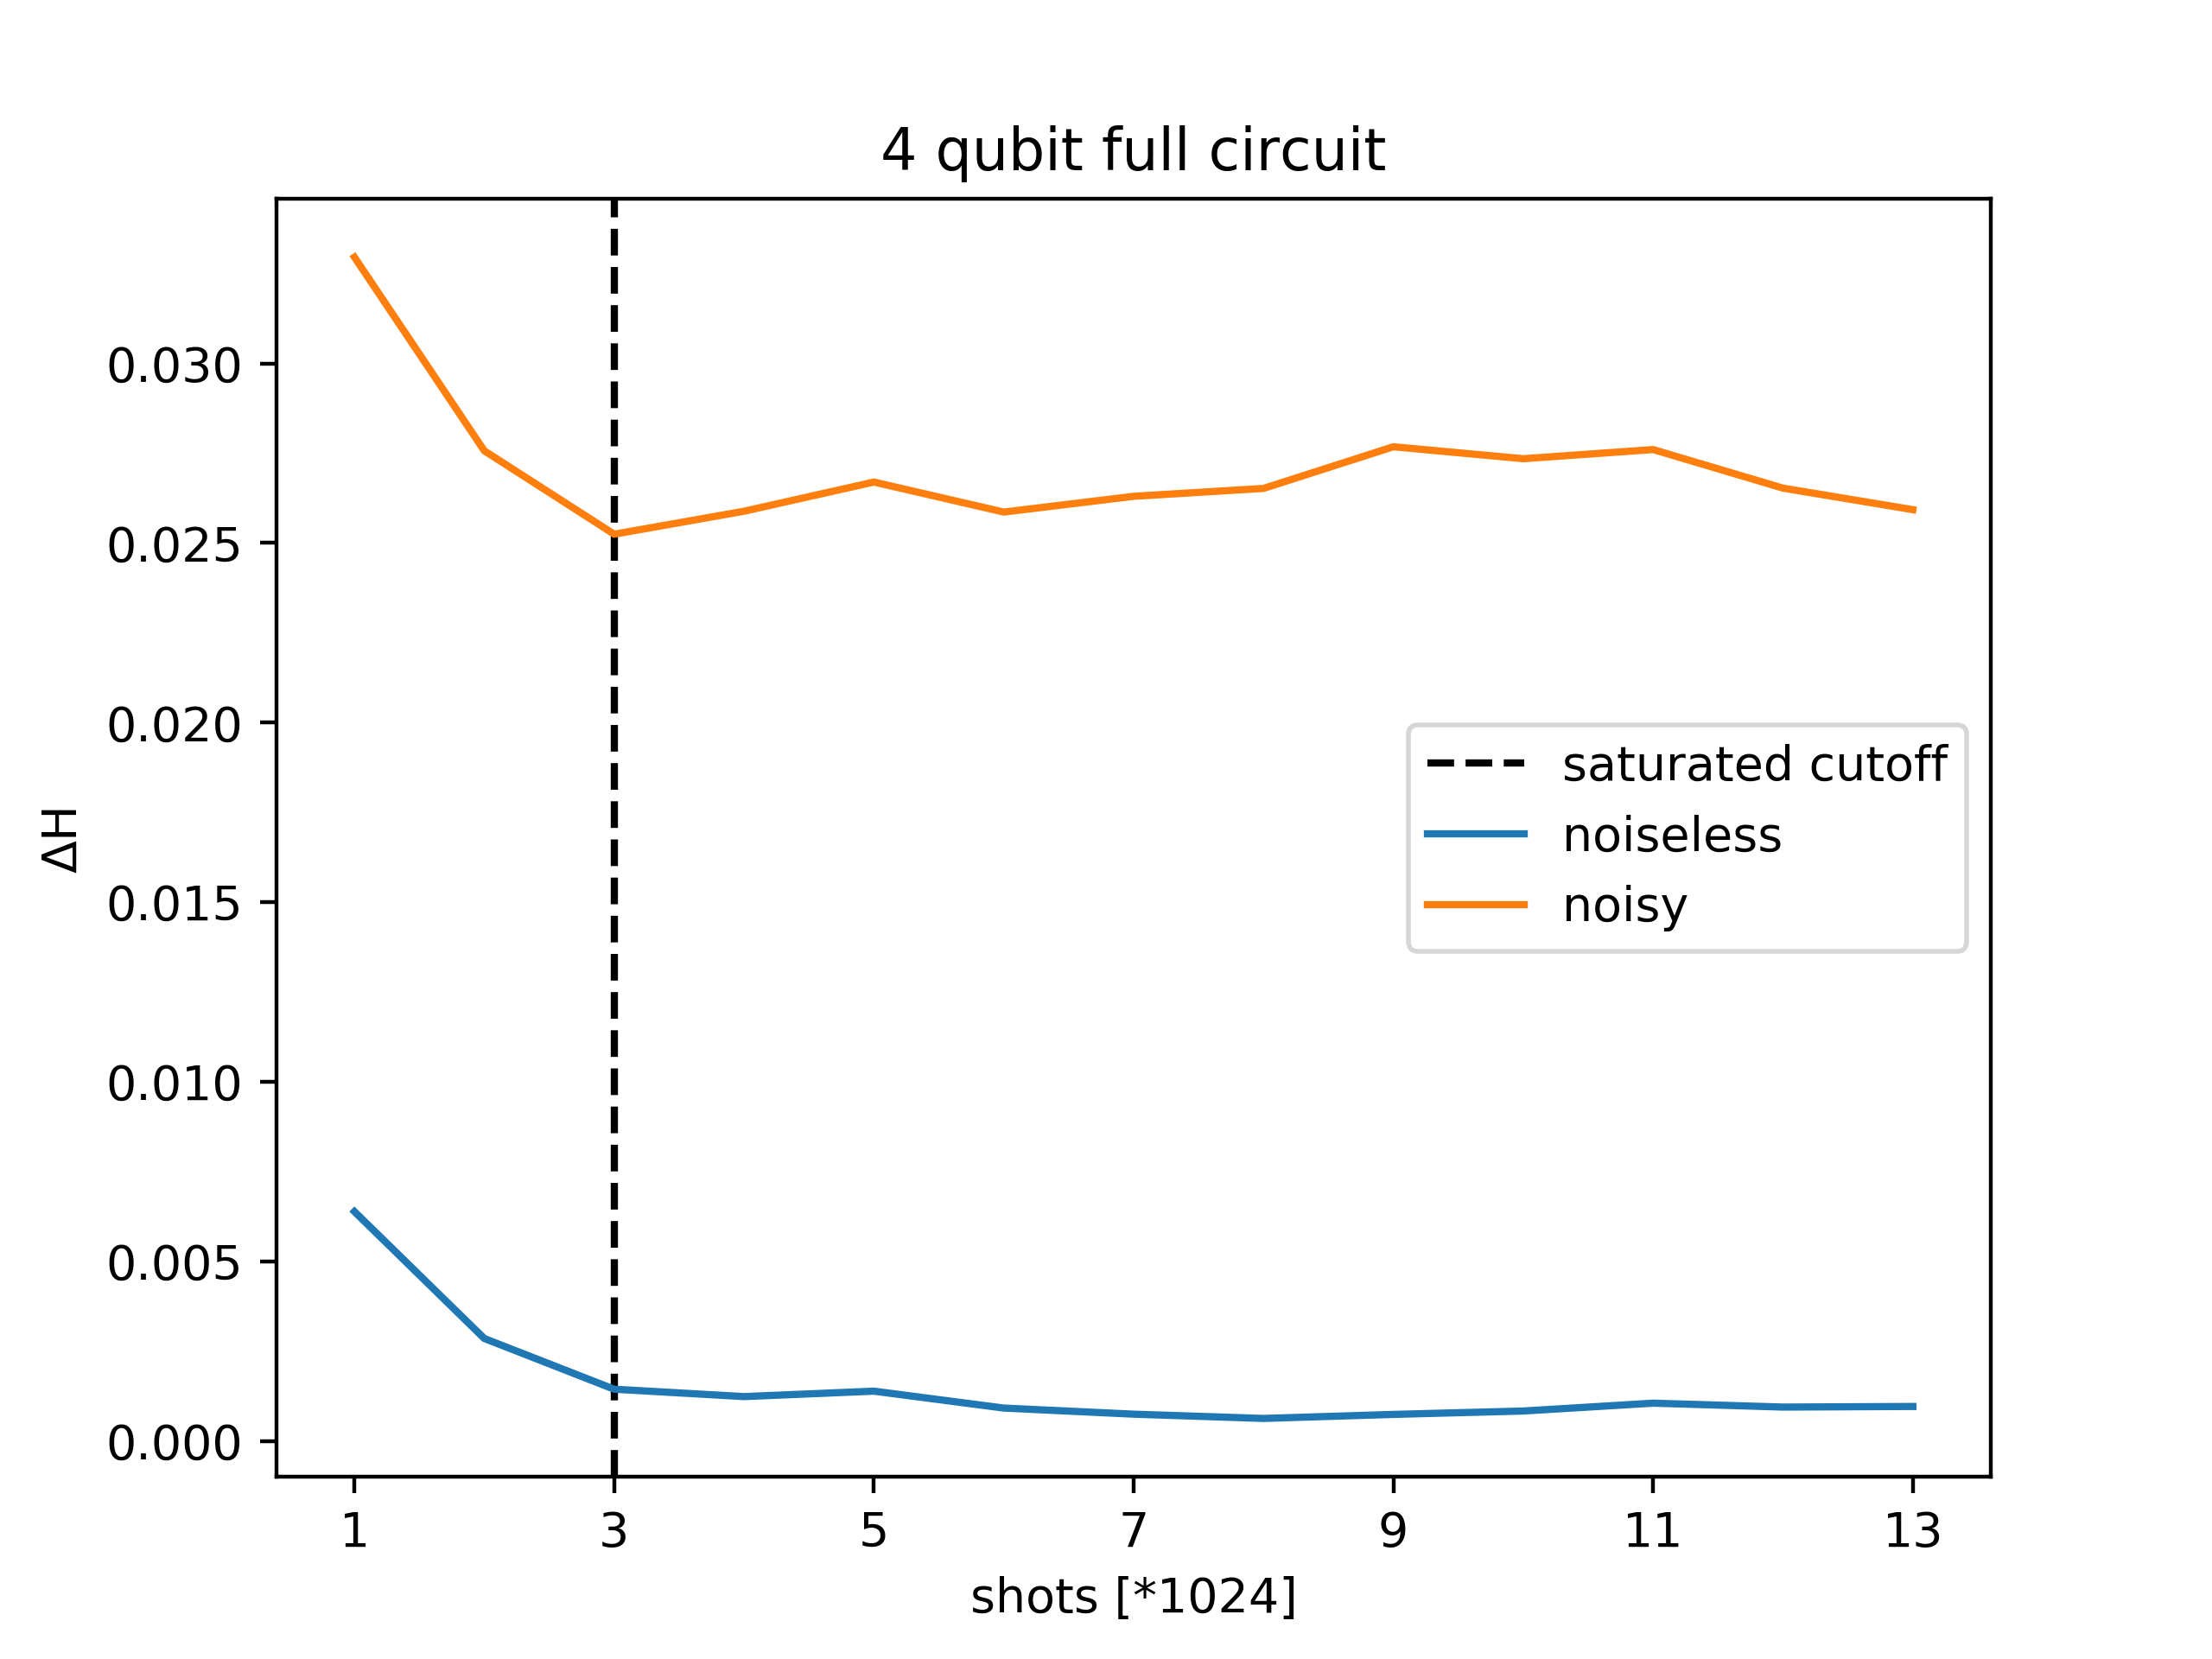 4 qubit full circuit
ΔH
0.030
0.025
0.020
0.015
0.010
0.005
0.000
saturated cutoff
noiseless
noisy
1 3 5 7 9 11 13
shots [*1024]